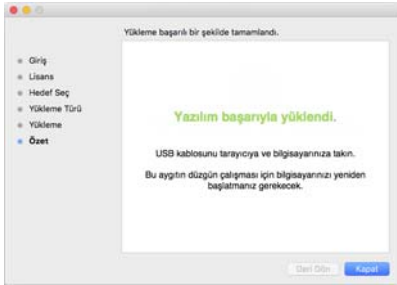 Yükleme başarılı bir şekilde tamamlandı.
Giriş
Lisans
Hedef Seç
Yükleme Türü
Yükleme
Özet
Yazılım başarıyla yüklendi.
USB kablosunu tarayıcıya ve bilgisayarınıza takın.
Bu aygıtın düzgün çalışması için bilgisayarınızı yeniden
başlatmanız gerekecek.
Geri Dön
Kapat